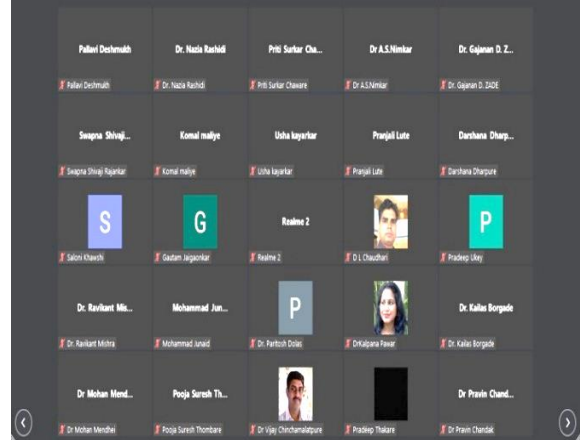 Pallavi Deshmukh
Dr. Nazia Rashidi
Priti Surkar Cha...
Dr A.S.Nimkar
Dr. Gajanan D. Z...
Pallavi Deshmukh
Dr. Nazia Rashidi
Priti Surkar Chaware
Dr A.S.Nimkar
Dr. Gajanan D. ZADE
Swapna Shivaji...
Komal maliye
Usha kayarkar
Pranjali Lute
Darshana Dharp...
Swapna Shivaji Rajankar
Komal maliye
Usha kayarkar
Pranjali Lute
Darshana Dharpure
S
G
Realme 2
P
Saloni Khawshi
Gautam Jaigaonkar
Realme 2
D L Chaudhari
Pradeep Ukey
Dr. Ravikant Mis...
Mohammad Jun...
P
Dr. Kailas Borgade
Dr. Ravikant Mishra
Mohammad Junaid
Dr. Paritosh Dolas
DrKalpana Pawar
Dr. Kailas Borgade
Dr Mohan Mend...
Pooja Suresh Th...
Dr Pravin Chand...
Dr Mohan Mendhei
Pooja Suresh Thombare
Dr Vijay Chinchamalatpure
Pradeep Thakare
Dr Pravin Chandak